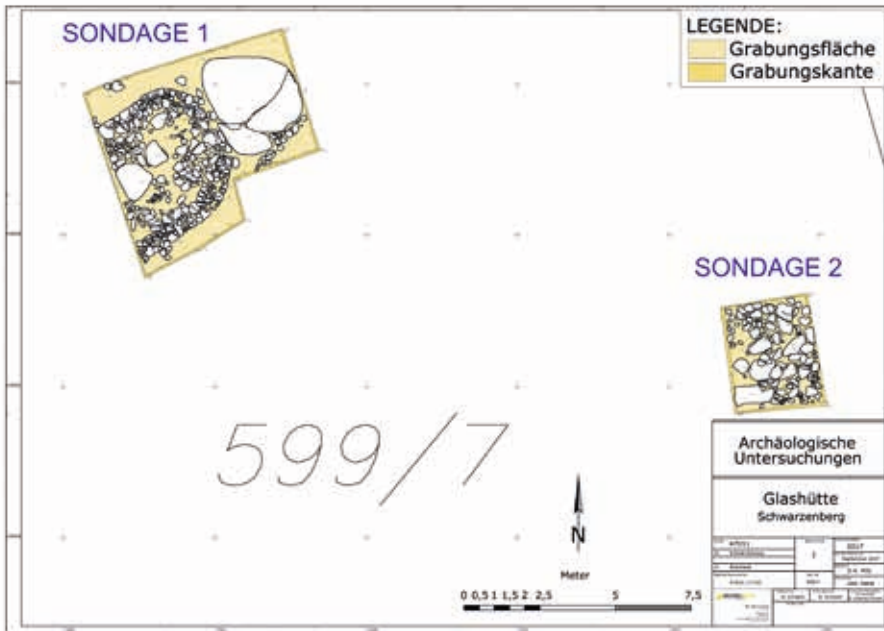 SONDAGE 1
LEGENDE:
Grabungsfläche
Grabungskante
SONDAGE 2
599/7
N
Meter
0 0,5 1 1,5 2 2,5 5 7,5
Archäologische
Untersuchungen
Glashütte
Schwarzenberg